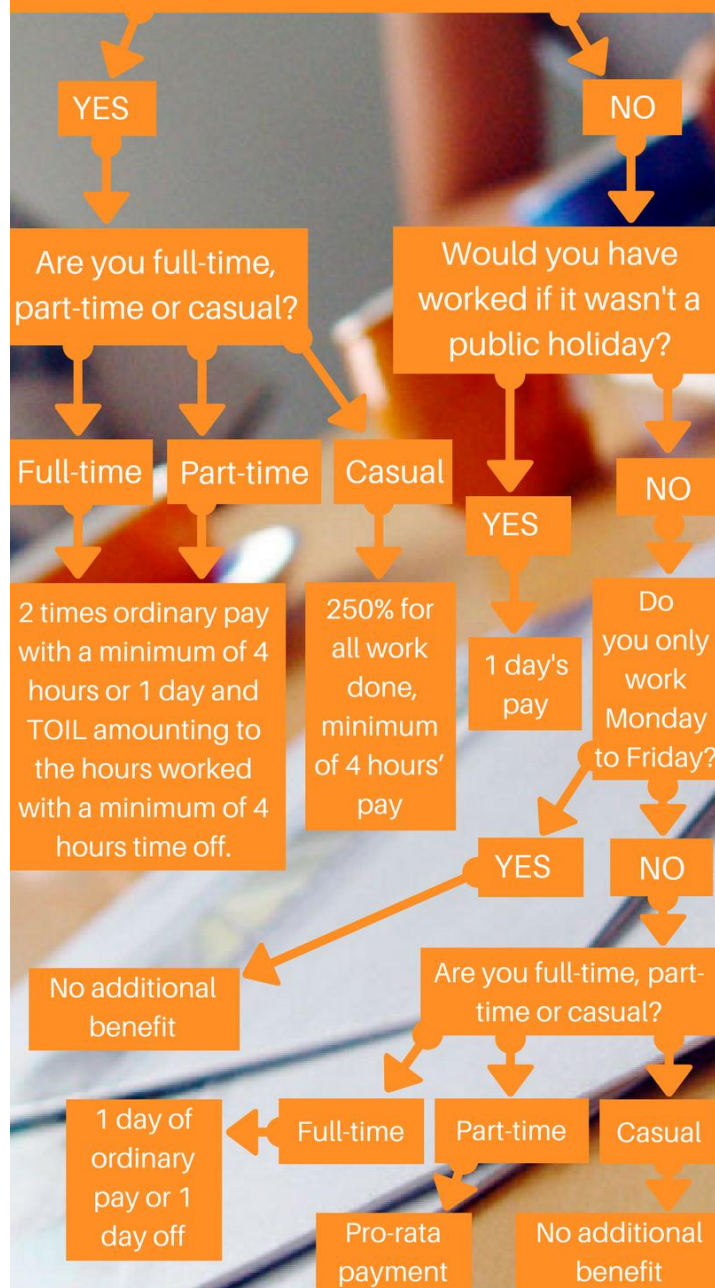 YES
NO
Are you full-time,
part-time or casual?
Would you have
worked if it wasn't a
public holiday?
Full-time
Part-time
Casual
YES
NO
2 times ordinary pay
with a minimum of 4
hours or 1 day and
TOIL amounting to
the hours worked
with a minimum of 4
hours time off.
250% for
all work
done,
minimum
of 4 hours’
pay
1 day's
pay
Do
you only
work
Monday
to Friday?
YES
NO
No additional
benefit
Are you full-time, part-
time or casual?
Full-time
Part-time
Casual
1 day of
ordinary
pay or 1
day off
Pro-rata
payment
No additional
benefit